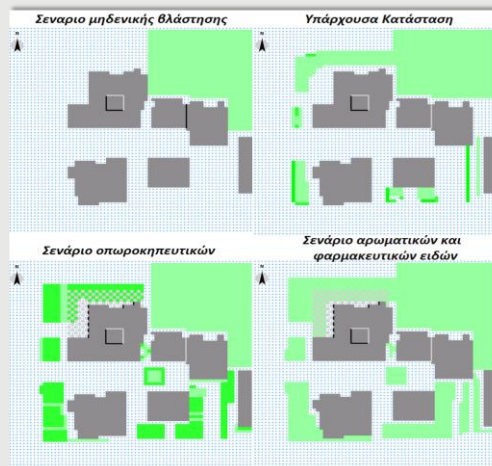 Σεναριο μηδενικής βλάστησης
Υπάρχουσα Κατάσταση
Σενάριο οπωροκηπευτικών
Σενάριο αρωματικών και
φαρμακευτικών ειδών